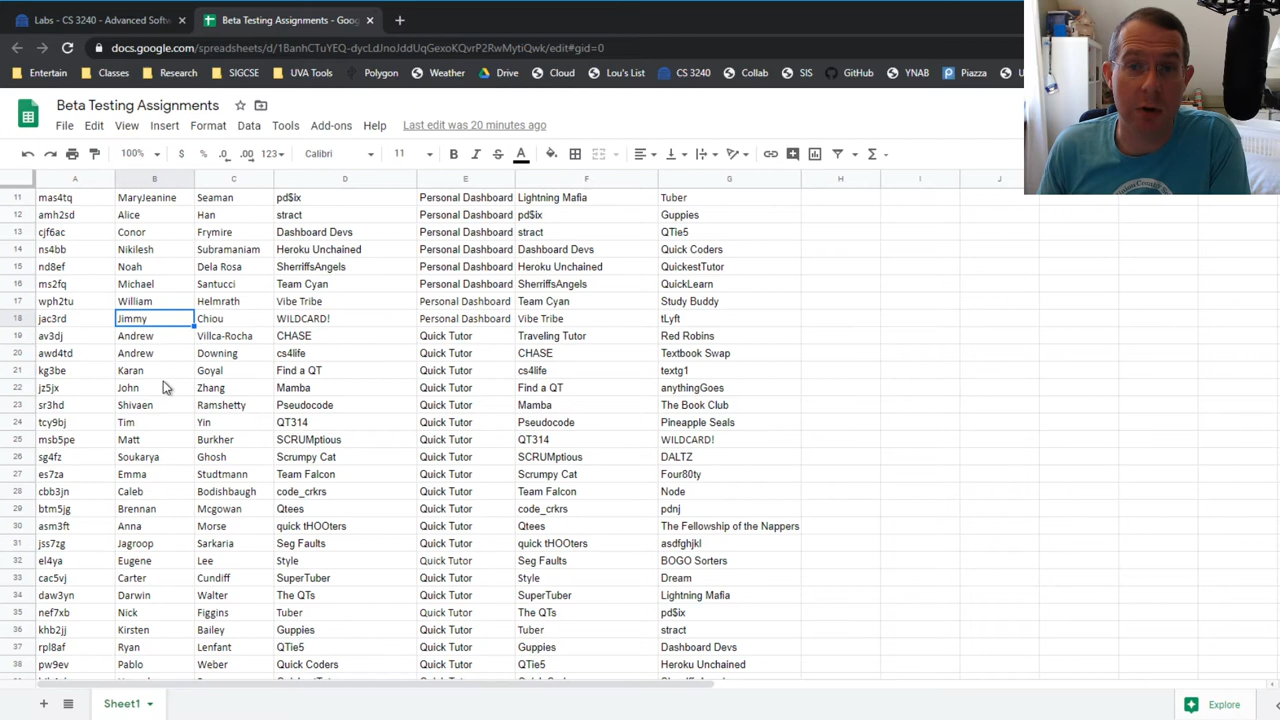 Labs - CS 3240 - Advanced Softw
Beta Testing Assignments - Goog
docs.google.com/spreadsheets/d/1BanhCTuYEQ-dycLdJnoJddUqGexoKQvrP2RwMytiQwk/edit#gid=0
Entertain Classes Research SIGCSE UVA Tools Polygon Weather Drive Cloud Lou's List CS 3240 Collab SIS GitHub YNAB Piazza
Beta Testing Assignments
File Edit View Insert Format Data Tools Add-ons Help Last edit was 20 minutes ago
100% $ % .0 .00 123 Calibri 11 B I S A
A B C D E F G H I J
11 mas4tq MaryJeanine Seaman pd$ix Personal Dashboard Lightning Mafia Tuber
12 amh2sd Alice Han stract Personal Dashboard pd$ix Guppies
13 cjf6ac Conor Frymire Dashboard Devs Personal Dashboard stract QTie5
14 ns4bb Nikilesh Subramaniam Heroku Unchained Personal Dashboard Dashboard Devs Quick Coders
15 nd8ef Noah Dela Rosa SherriffsAngels Personal Dashboard Heroku Unchained QuickestTutor
16 ms2fq Michael Santucci Team Cyan Personal Dashboard SherriffsAngels QuickLearn
17 wph2tu William Helmrath Vibe Tribe Personal Dashboard Team Cyan Study Buddy
18 jac3rd Jimmy Chiou WILDCARD! Personal Dashboard Vibe Tribe tLyft
19 av3dj Andrew Villca-Rocha CHASE Quick Tutor Traveling Tutor Red Robins
20 awd4td Andrew Downing cs4life Quick Tutor CHASE Textbook Swap
21 kg3be Karan Goyal Find a QT Quick Tutor cs4life textg1
22 jz5jx John Zhang Mamba Quick Tutor Find a QT anythingGoes
23 sr3hd Shivaen Ramshetty Pseudocode Quick Tutor Mamba The Book Club
24 tcy9bj Tim Yin QT314 Quick Tutor Pseudocode Pineapple Seals
25 msb5pe Matt Burkher SCRUMptious Quick Tutor QT314 WILDCARD!
26 sg4fz Soukarya Ghosh Scrumpy Cat Quick Tutor SCRUMptious DALTZ
27 es7za Emma Studtmann Team Falcon Quick Tutor Scrumpy Cat Four80ty
28 cbb3jn Caleb Bodishbaugh code_crkrs Quick Tutor Team Falcon Node
29 btm5jg Brennan Mcgowan Qtees Quick Tutor code_crkrs pdnj
30 asm3ft Anna Morse quick tHOOters Quick Tutor Qtees The Fellowship of the Nappers
31 jss7zg Jagroop Sarkaria Seg Faults Quick Tutor quick tHOOters asdfghjkl
32 el4ya Eugene Lee Style Quick Tutor Seg Faults BOGO Sorters
33 cac5vj Carter Cundiff SuperTuber Quick Tutor Style Dream
34 daw3yn Darwin Walter The QTs Quick Tutor SuperTuber Lightning Mafia
35 nef7xb Nick Figgins Tuber Quick Tutor The QTs pd$ix
36 khb2jj Kirsten Bailey Guppies Quick Tutor Tuber stract
37 rpl8af Ryan Lenfant QTie5 Quick Tutor Guppies Dashboard Devs
38 pw9ev Pablo Weber Quick Coders Quick Tutor QTie5 Heroku Unchained
Sheet1
Explore